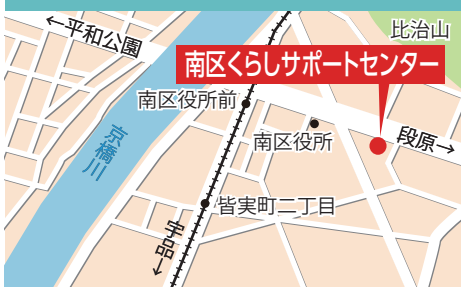 ←平和公園
比治山
南区くらしサポートセンター
南区役所前
南区役所
段原→
京橋川
皆実町二丁目
宇品→